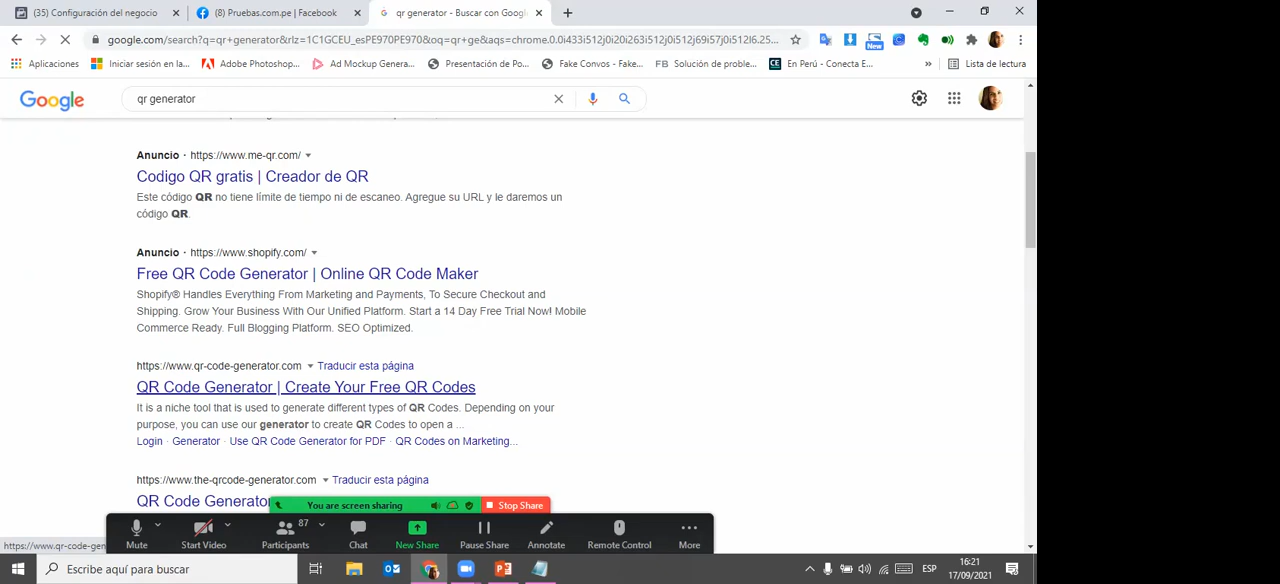 (35) Configuración del negocio
(8) Pruebas.com.pe | Facebook
qr generator - Buscar con Googl
google.com/search?q=qr+generator&rlz=1C1GCEU_esPE970PE970&oq=qr+ge&aqs=chrome.0.0i433i512j0i20i263i512j0i512j69i57j0i512l6.25...
New
Aplicaciones
Iniciar sesión en la...
Adobe Photoshop...
Ad Mockup Genera...
Presentación de Po...
Fake Convos - Fake...
FB Solución de proble...
CE En Perú - Conecta E...
»
Lista de lectura
Google
qr generator
Anuncio · https://www.me-qr.com/
Codigo QR gratis | Creador de QR
Este código QR no tiene límite de tiempo ni de escaneo. Agregue su URL y le daremos un
código QR.
Anuncio · https://www.shopify.com/
Free QR Code Generator | Online QR Code Maker
Shopify® Handles Everything From Marketing and Payments, To Secure Checkout and
Shipping. Grow Your Business With Our Unified Platform. Start a 14 Day Free Trial Now! Mobile
Commerce Ready. Full Blogging Platform. SEO Optimized.
https://www.qr-code-generator.com Traducir esta página
QR Code Generator | Create Your Free QR Codes
It is a niche tool that is used to generate different types of QR Codes. Depending on your
purpose, you can use our generator to create QR Codes to open a ...
Login · Generator · Use QR Code Generator for PDF · QR Codes on Marketing...
https://www.the-qrcode-generator.com Traducir esta página
QR Code Generator
You are screen sharing
Stop Share
87
Mute
Start Video
Participants
Chat
New Share
Pause Share
Annotate
Remote Control
More
https://www.qr-code-gen
Escribe aquí para buscar
ESP
16:21
17/09/2021